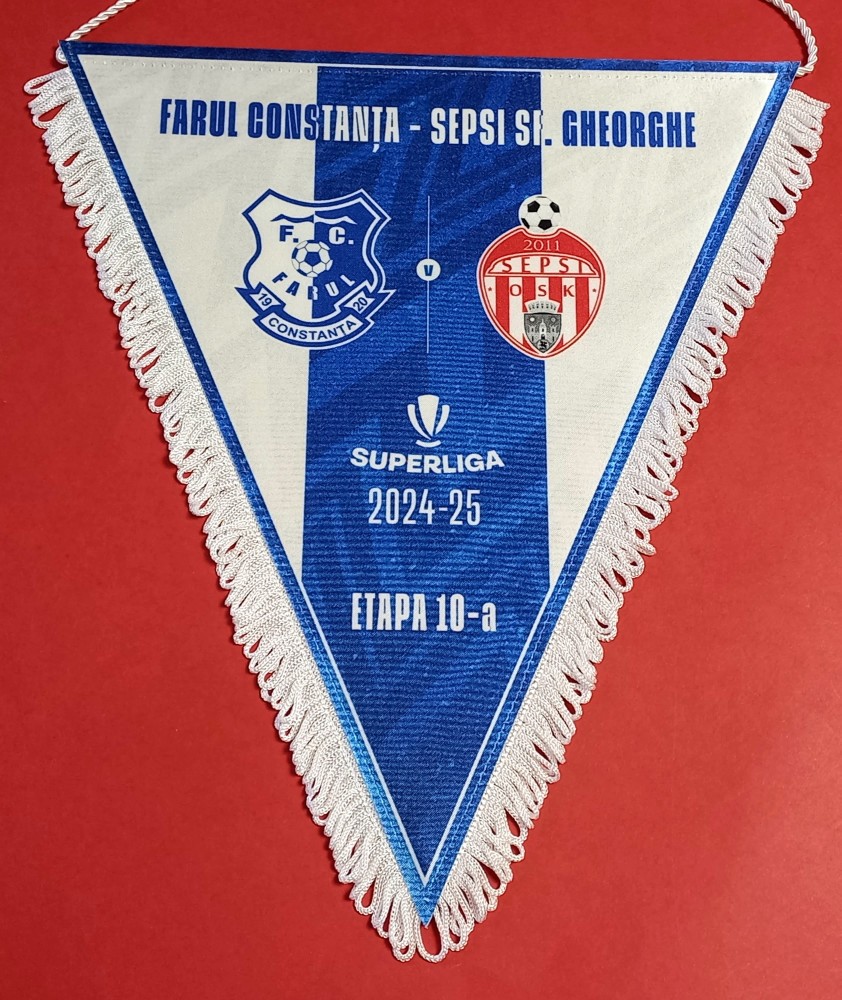 FARUL CONSTANȚA - SEPSI SF. GHEORGHE
F. C.
FARUL
19 20
CONSTANȚA
V
2011
SEPSI
OSK
SUPERLIGA
2024-25
ETAPA 10-a